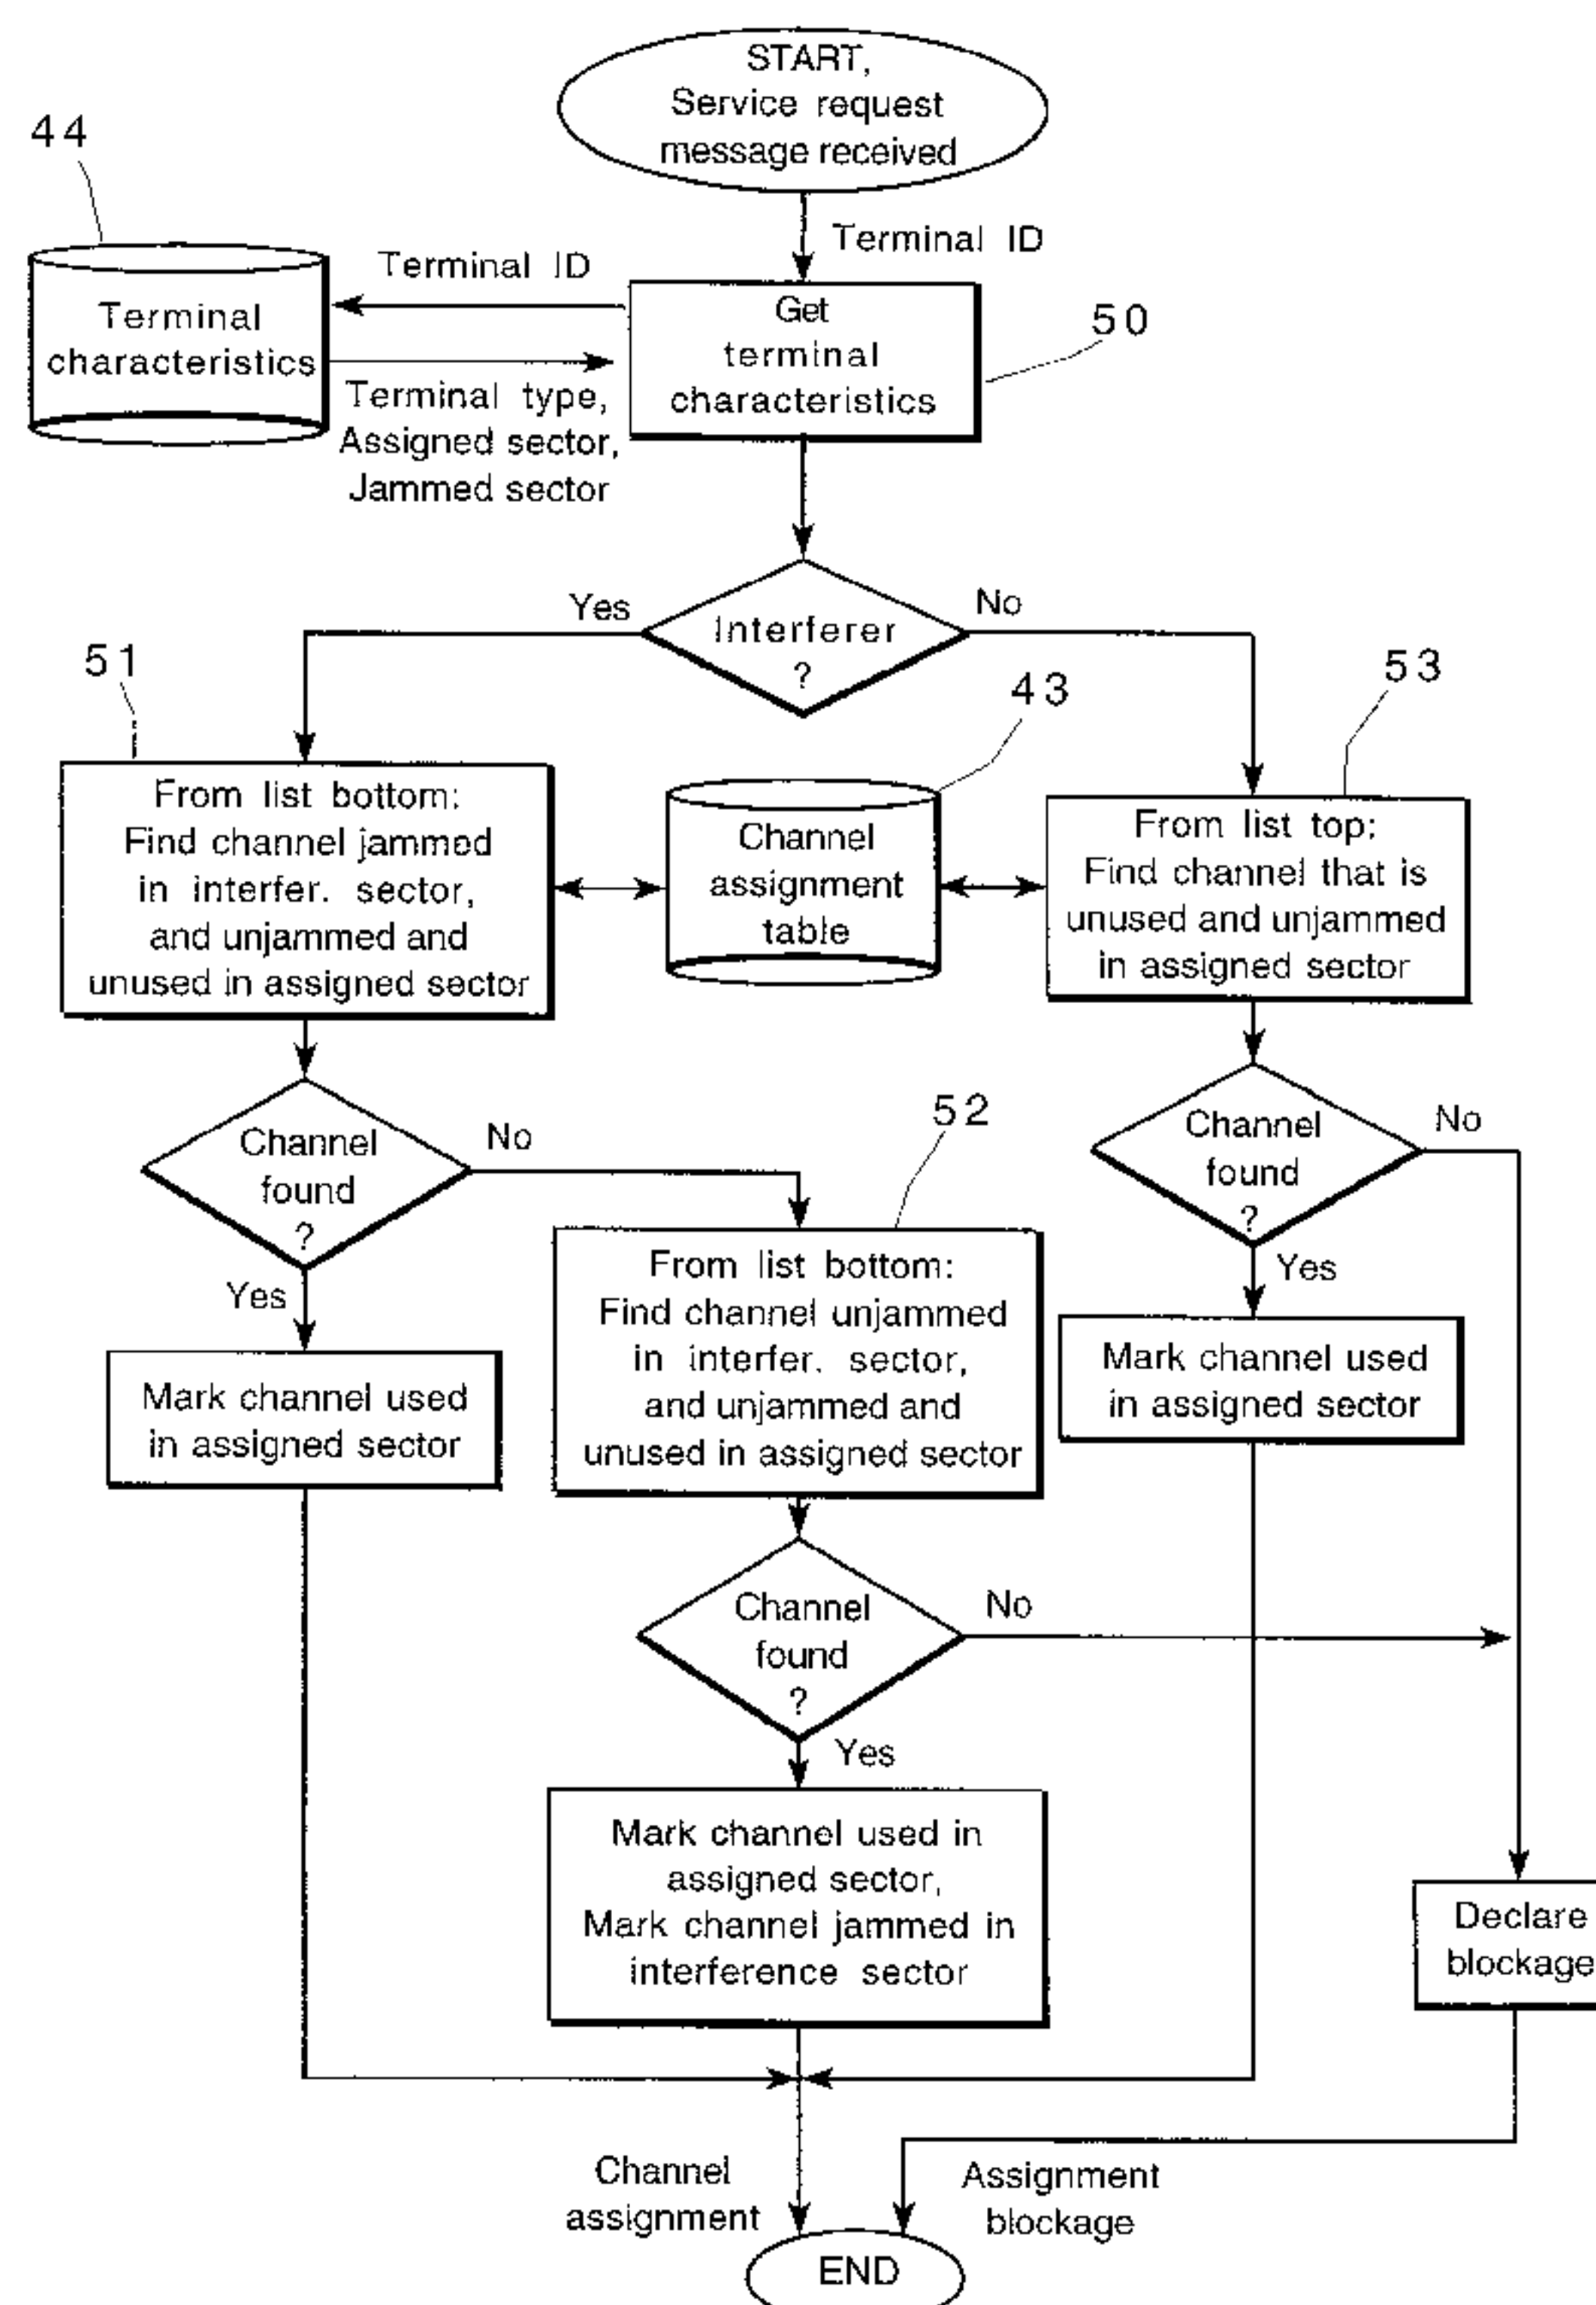 START,
Service request
message received
44
Terminal ID
Terminal ID
Terminal
characteristics
Get
terminal
characteristics
50
Terminal type,
Assigned sector,
Jammed sector
Yes
Interferer
?
No
51
43
53
From list bottom:
Find channel jammed
in interfer. sector,
and unjammed and
unused in assigned sector
Channel
assignment
table
From list top:
Find channel that is
unused and unjammed
in assigned sector
Channel
found
?
No
52
Channel
found
?
No
Yes
Yes
From list bottom:
Find channel unjammed
in interfer. sector,
and unjammed and
unused in assigned sector
Mark channel used
in assigned sector
Mark channel used
in assigned sector
Channel
found
?
No
Yes
Mark channel used in
assigned sector,
Mark channel jammed in
interference sector
Declare
blockage
Channel
assignment
Assignment
blockage
END